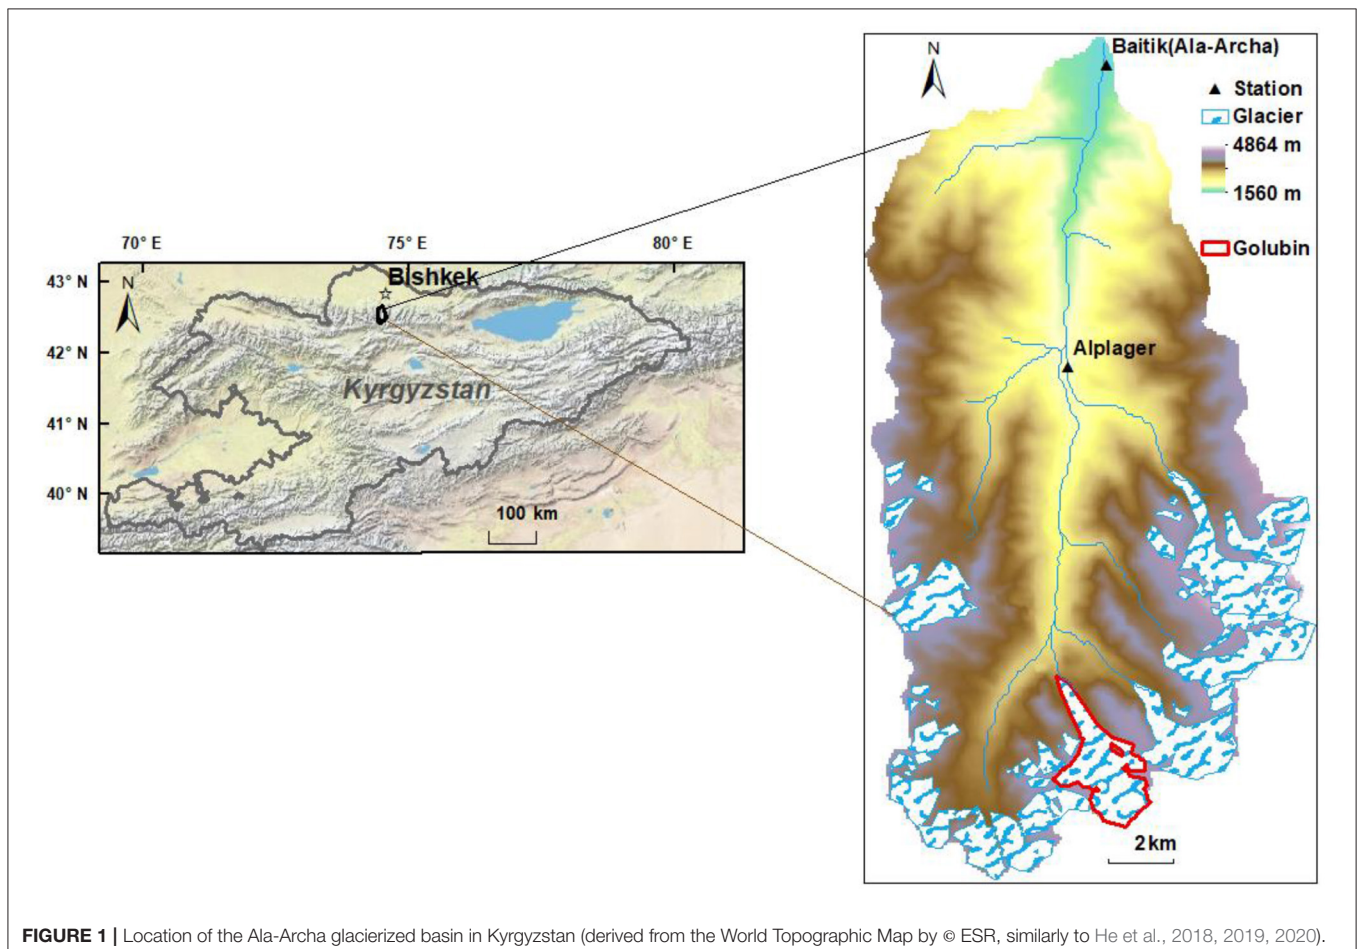 N
Baitik(Ala-Archa)
Station
Glacier
4864 m
1560 m
Golubin
Alplager
2 km
70° E
75° E
80° E
43° N
42° N
41° N
40° N
N
Bishkek
Kyrgyzstan
100 km
FIGURE 1 | Location of the Ala-Archa glacierized basin in Kyrgyzstan (derived from the World Topographic Map by © ESR, similarly to He et al., 2018, 2019, 2020).